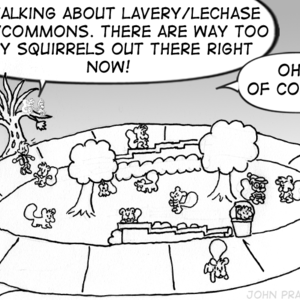 ALKING ABOUT LAVERY/LECHASE
/COMMONS. THERE ARE WAY TOO
Y SQUIRRELS OUT THERE RIGHT
NOW!
OH
OF CO
JOHN PRA